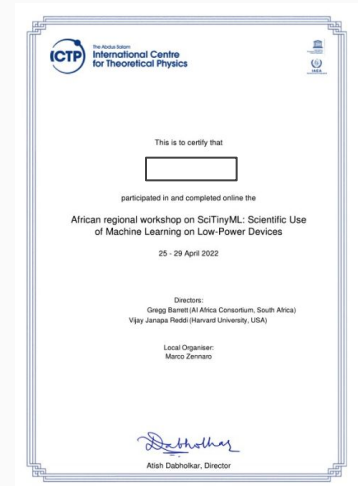 ICTP
The Abdus Salam
International Centre
for Theoretical Physics
IAEA
This is to certify that
participated in and completed online the
African regional workshop on SciTinyML: Scientific Use
of Machine Learning on Low-Power Devices
25 - 29 April 2022
Directors:
Gregg Barrett (AI Africa Consortium, South Africa)
Vijay Janapa Reddi (Harvard University, USA)
Local Organiser:
Marco Zennaro
Dabholkar
Atish Dabholkar, Director